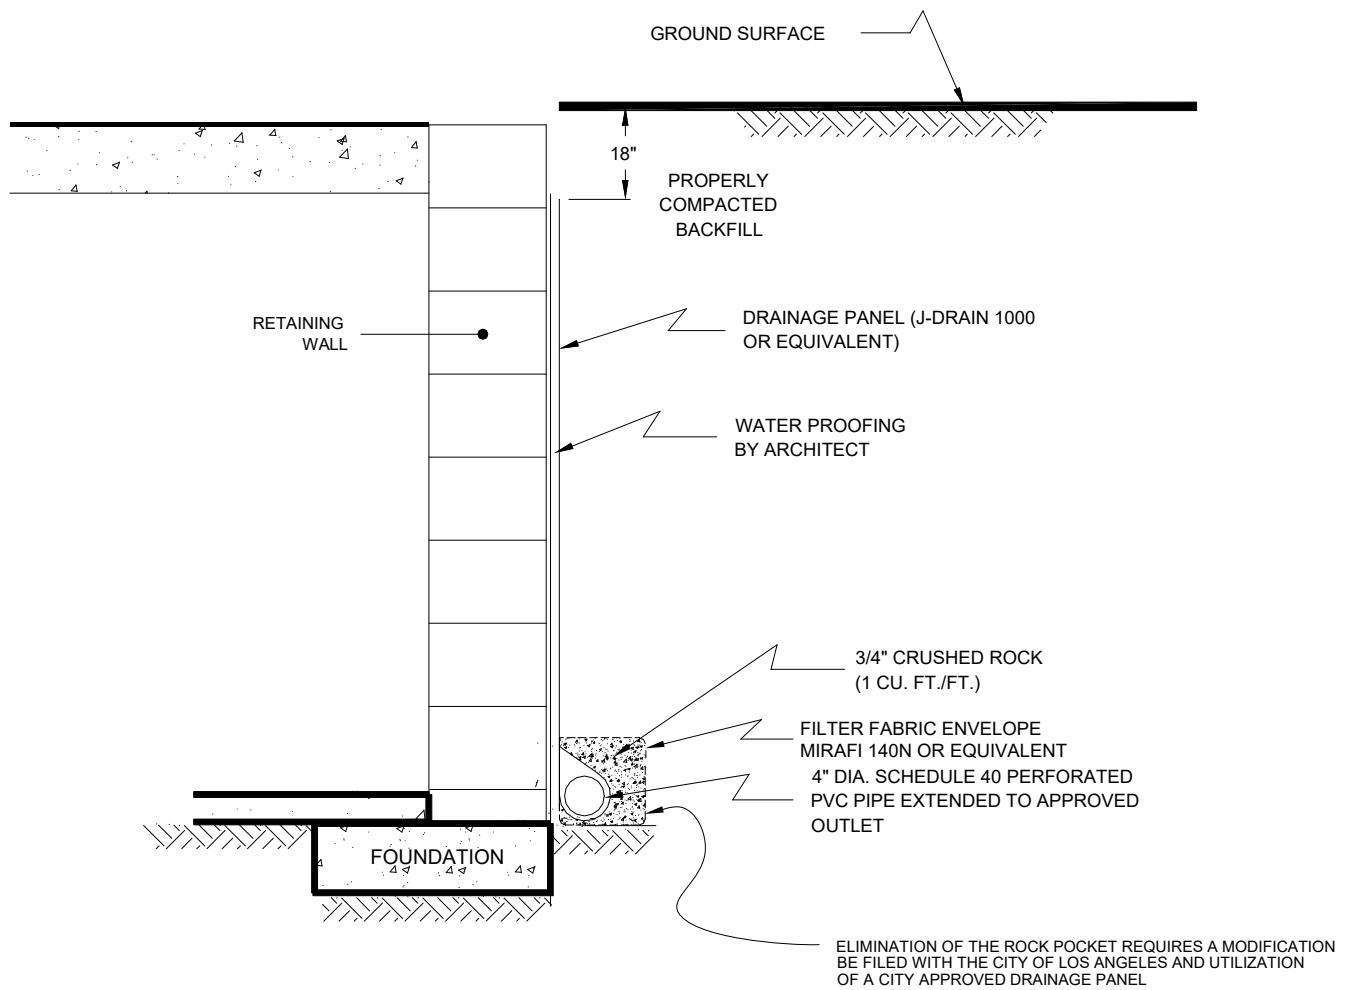 GROUND SURFACE
18"
PROPERLY
COMPACTED
BACKFILL
RETAINING
WALL
DRAINAGE PANEL (J-DRAIN 1000
OR EQUIVALENT)
WATER PROOFING
BY ARCHITECT
3/4" CRUSHED ROCK
(1 CU. FT./FT.)
FILTER FABRIC ENVELOPE
MIRAFI 140N OR EQUIVALENT
4" DIA. SCHEDULE 40 PERFORATED
PVC PIPE EXTENDED TO APPROVED
OUTLET
FOUNDATION
ELIMINATION OF THE ROCK POCKET REQUIRES A MODIFICATION
BE FILED WITH THE CITY OF LOS ANGELES AND UTILIZATION
OF A CITY APPROVED DRAINAGE PANEL